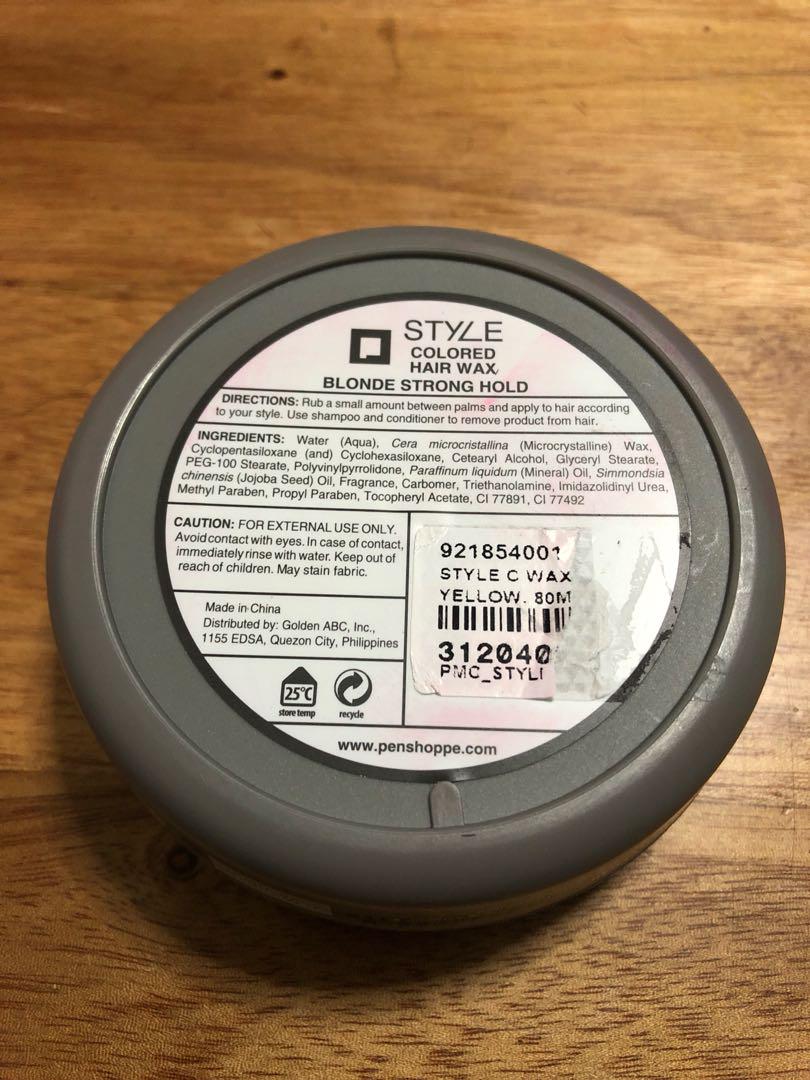 STYLE
COLORED
HAIR WAX
BLONDE STRONG HOLD
DIRECTIONS: Rub a small amount between palms and apply to hair according
to your style. Use shampoo and conditioner to remove product from hair.
INGREDIENTS: Water (Aqua), Cera microcristallina (Microcrystalline) Wax,
Cyclopentasiloxane (and) Cyclohexasiloxane, Cetearyl Alcohol, Glyceryl Stearate,
PEG-100 Stearate, Polyvinylpyrrolidone, Paraffinum liquidum (Mineral) Oil, Simmondsia
chinensis (Jojoba Seed) Oil, Fragrance, Carbomer, Triethanolamine, Imidazolidinyl Urea,
Methyl Paraben, Propyl Paraben, Tocopheryl Acetate, CI 77891, CI 77492
CAUTION: FOR EXTERNAL USE ONLY.
Avoid contact with eyes. In case of contact,
immediately rinse with water. Keep out of
reach of children. May stain fabric.
921854001
STYLE C WAX
YELLOW. 80M
312040
PMC_STYLI
Made in China
Distributed by: Golden ABC, Inc.,
1155 EDSA, Quezon City, Philippines
25°C
store temp
recycle
www.penshoppe.com